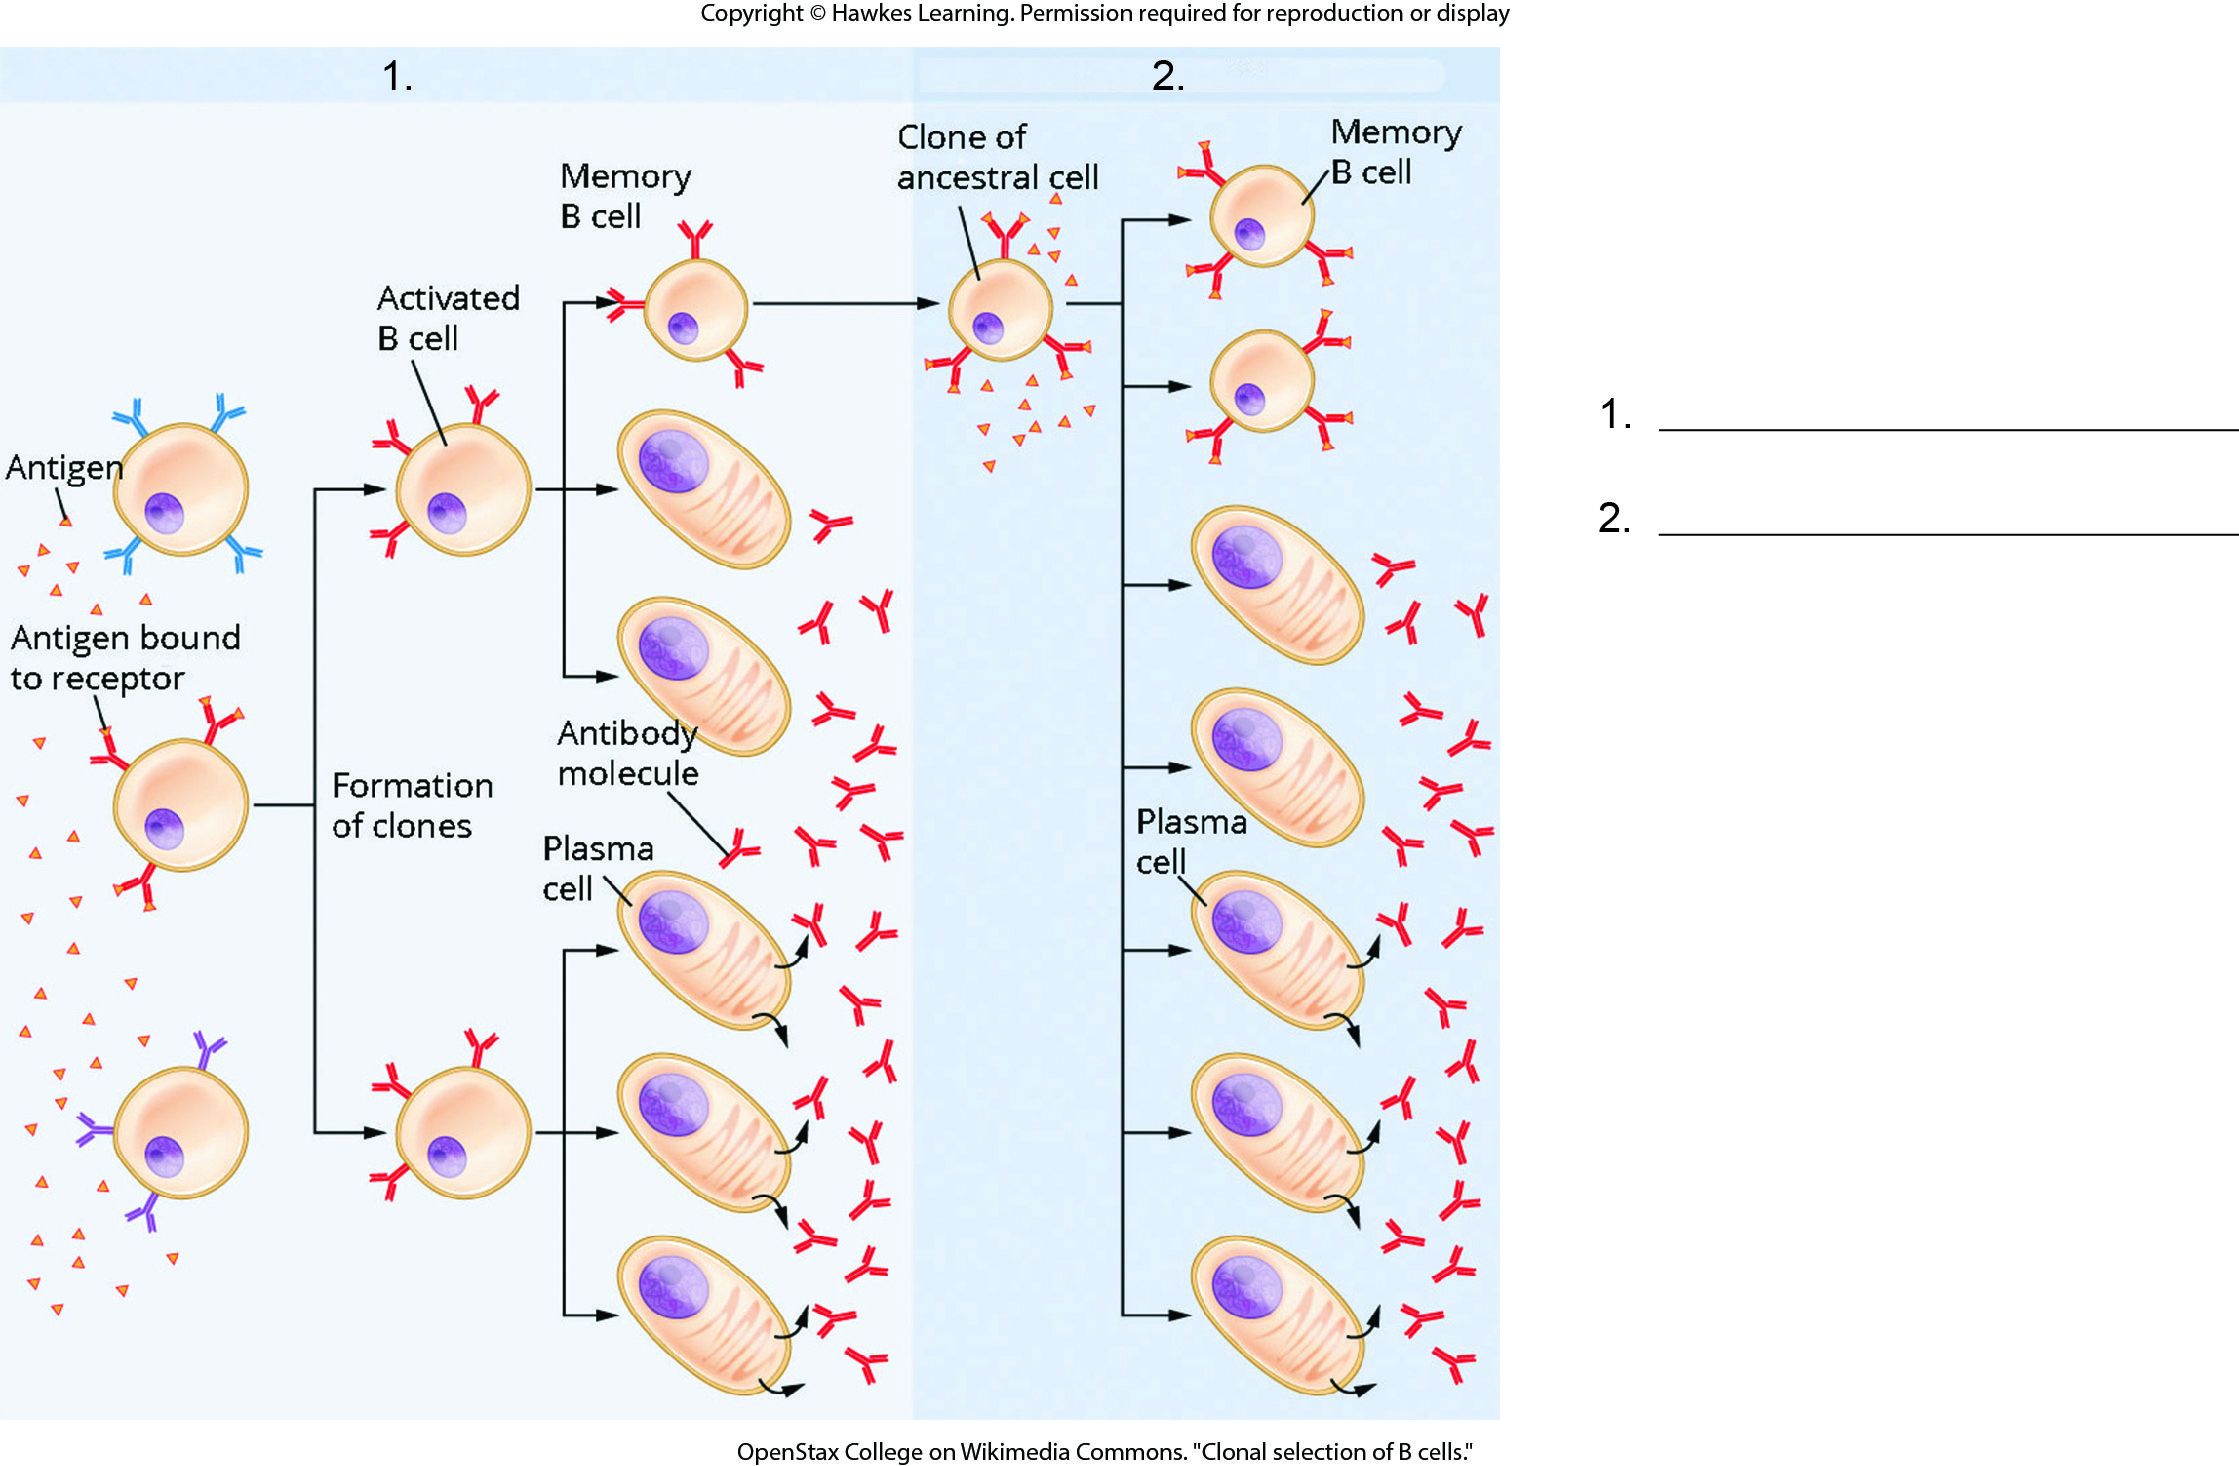 Copyright © Hawkes Learning. Permission required for reproduction or display
1.
2.
Clone of
ancestral cell
Memory
B cell
Memory
B cell
Activated
B cell
Antigen
Antigen bound
to receptor
Formation
of clones
Antibody
molecule
Plasma
cell
Plasma
cell
1.
2.
OpenStax College on Wikimedia Commons. "Clonal selection of B cells."